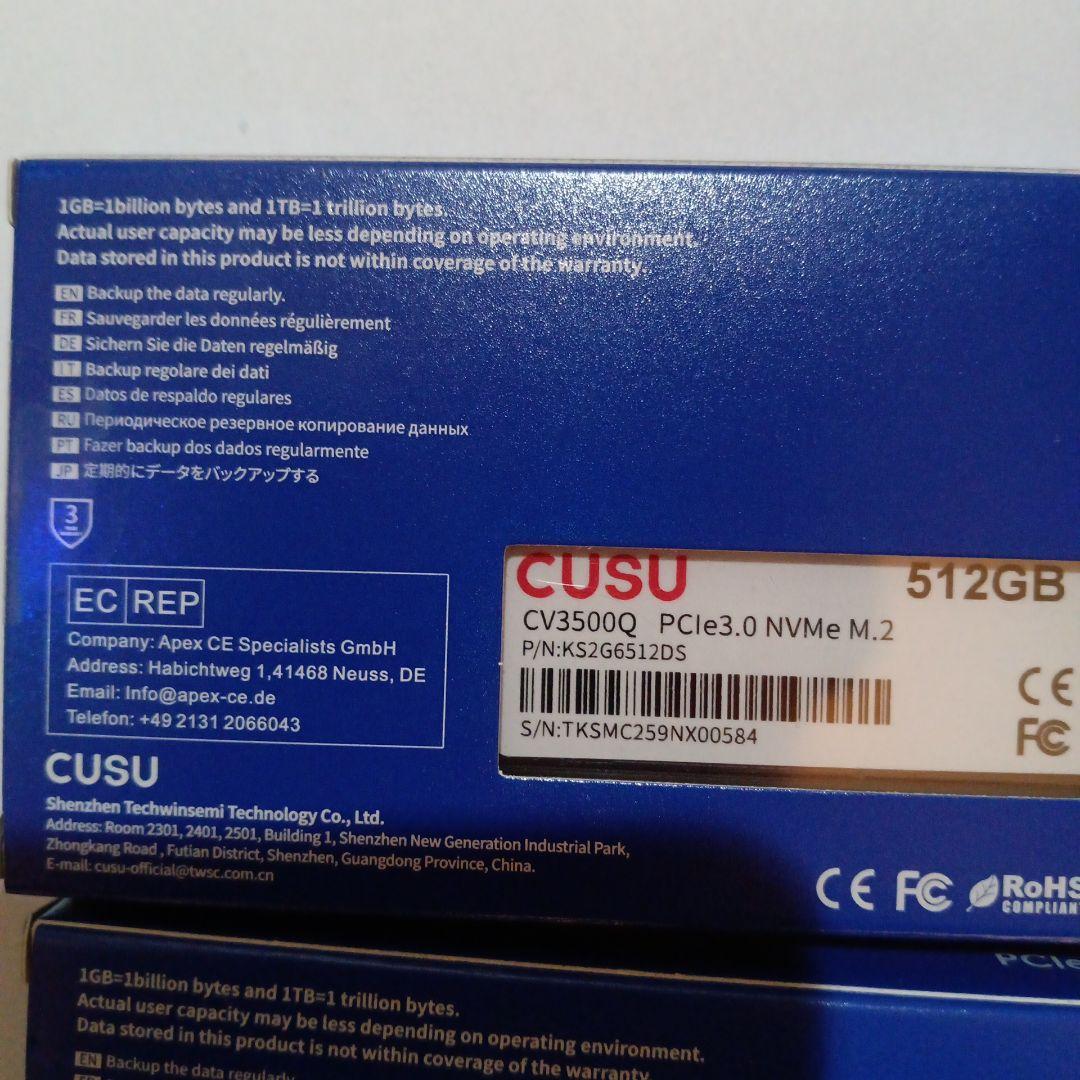 1GB=1billion bytes and 1TB=1 trillion bytes.
Actual user capacity may be less depending on operating environment.
Data stored in this product is not within coverage of the warranty.
EN Backup the data regularly.
FR Sauvegarder les données régulièrement
DE Sichern Sie die Daten regelmäßig
LT Backup regolare dei dati
ES Datos de respaldo regulares
RU Периодическое резервное копирование данных
PT Fazer backup dos dados regularmente
JP 定期的にデータをバックアップする
3
EC REP
Company: Apex CE Specialists GmbH
Address: Habichtweg 1,41468 Neuss, DE
Email: Info@apex-ce.de
Telefon: +49 2131 2066043
CUSU 512GB
CV3500Q PCIe3.0 NVMe M.2
P/N:KS2G6512DS
S/N:TKSMC259NX00584
CE
FC
CUSU
Shenzhen Techwinsemi Technology Co., Ltd.
Address: Room 2301, 2401, 2501, Building 1, Shenzhen New Generation Industrial Park,
Zhongkang Road , Futian District, Shenzhen, Guangdong Province, China.
E-mail: cusu-official@twsc.com.cn
CE FC RoHS
COMPLIANT
PCIe
1GB=1billion bytes and 1TB=1 trillion bytes.
Actual user capacity may be less depending on operating environment.
Data stored in this product is not within coverage of the warranty
EN Backup the data regularly